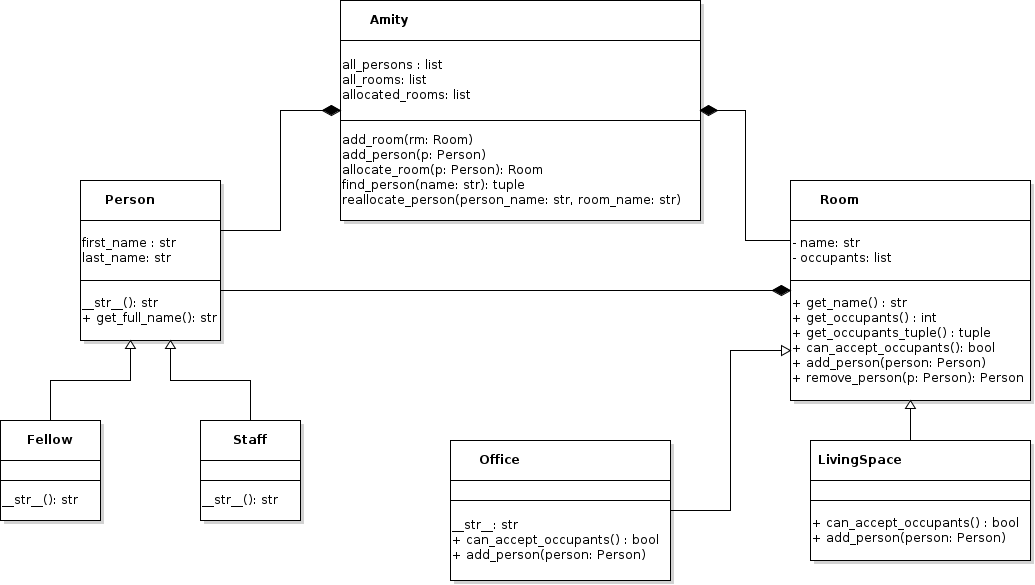 Amity
all_persons : list
all_rooms: list
allocated_rooms: list
add_room(rm: Room)
add_person(p: Person)
allocate_room(p: Person): Room
find_person(name: str): tuple
reallocate_person(person_name: str, room_name: str)
Person
first_name : str
last_name: str
__str__(): str
+ get_full_name(): str
Room
- name: str
- occupants: list
+ get_name() : str
+ get_occupants() : int
+ get_occupants_tuple() : tuple
+ can_accept_occupants(): bool
+ add_person(person: Person)
+ remove_person(p: Person): Person
Fellow
__str__(): str
Staff
__str__(): str
Office
__str__: str
+ can_accept_occupants() : bool
+ add_person(person: Person)
LivingSpace
+ can_accept_occupants() : bool
+ add_person(person: Person)